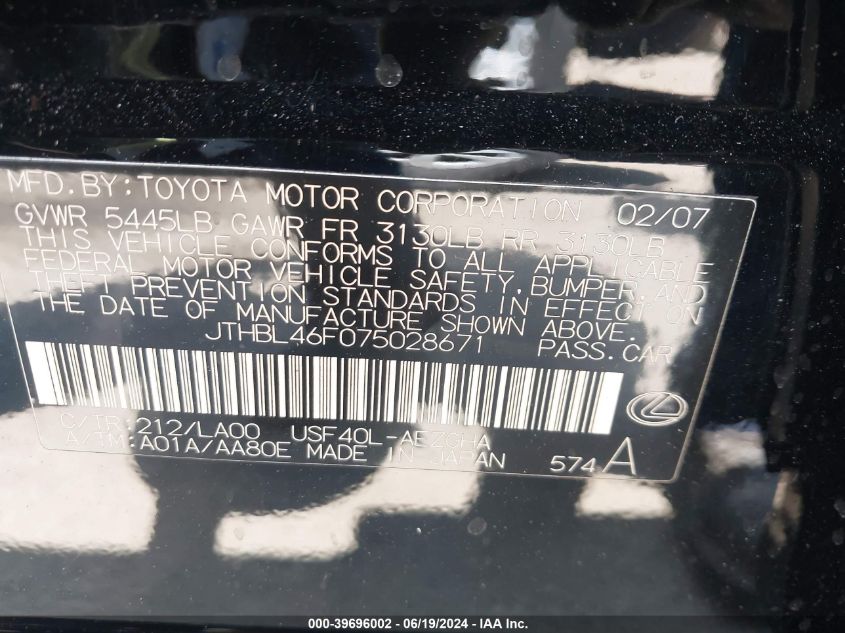 MFD.BY:TOYOTA MOTOR CORPORATION 02/07
GVWR 5445LB GAWR FR 3130LB RR 3130LB
THIS VEHICLE CONFORMS TO ALL APPLICABLE
FEDERAL MOTOR VEHICLE SAFETY,BUMPER,AND
THEFT PREVENTION STANDARDS IN EFFECT ON
THE DATE OF MANUFACTURE SHOWN ABOVE.
JTHBL46F075028671 PASS.CAR
C/TR:212/LA00 USF40L-AEZGHA
A/TM:A01A/AA80E MADE IN JAPAN 574A
000-39696002 - 06/19/2024 - IAA Inc.